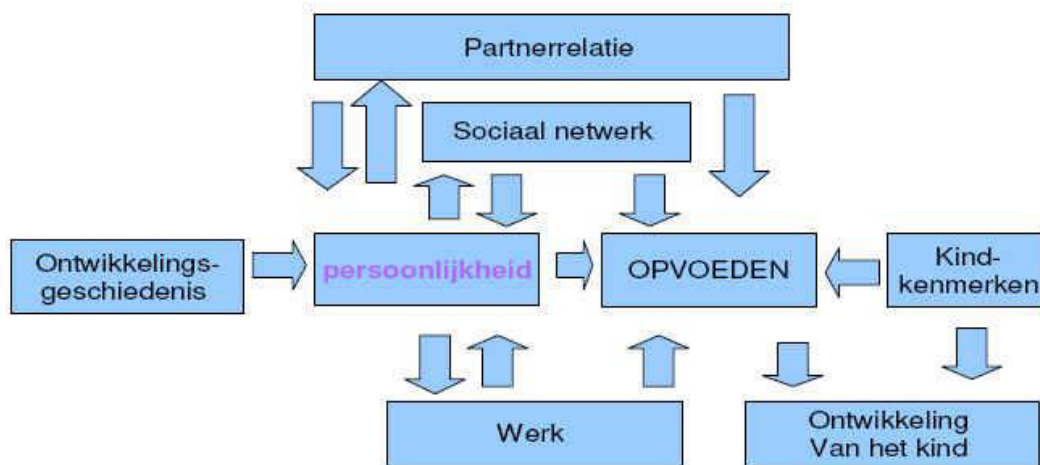 Partnerrelatie
Sociaal netwerk
Ontwikkelings-
geschiedenis
persoonlijkheid
OPVOEDEN
Kind-
kenmerken
Werk
Ontwikkeling
Van het kind